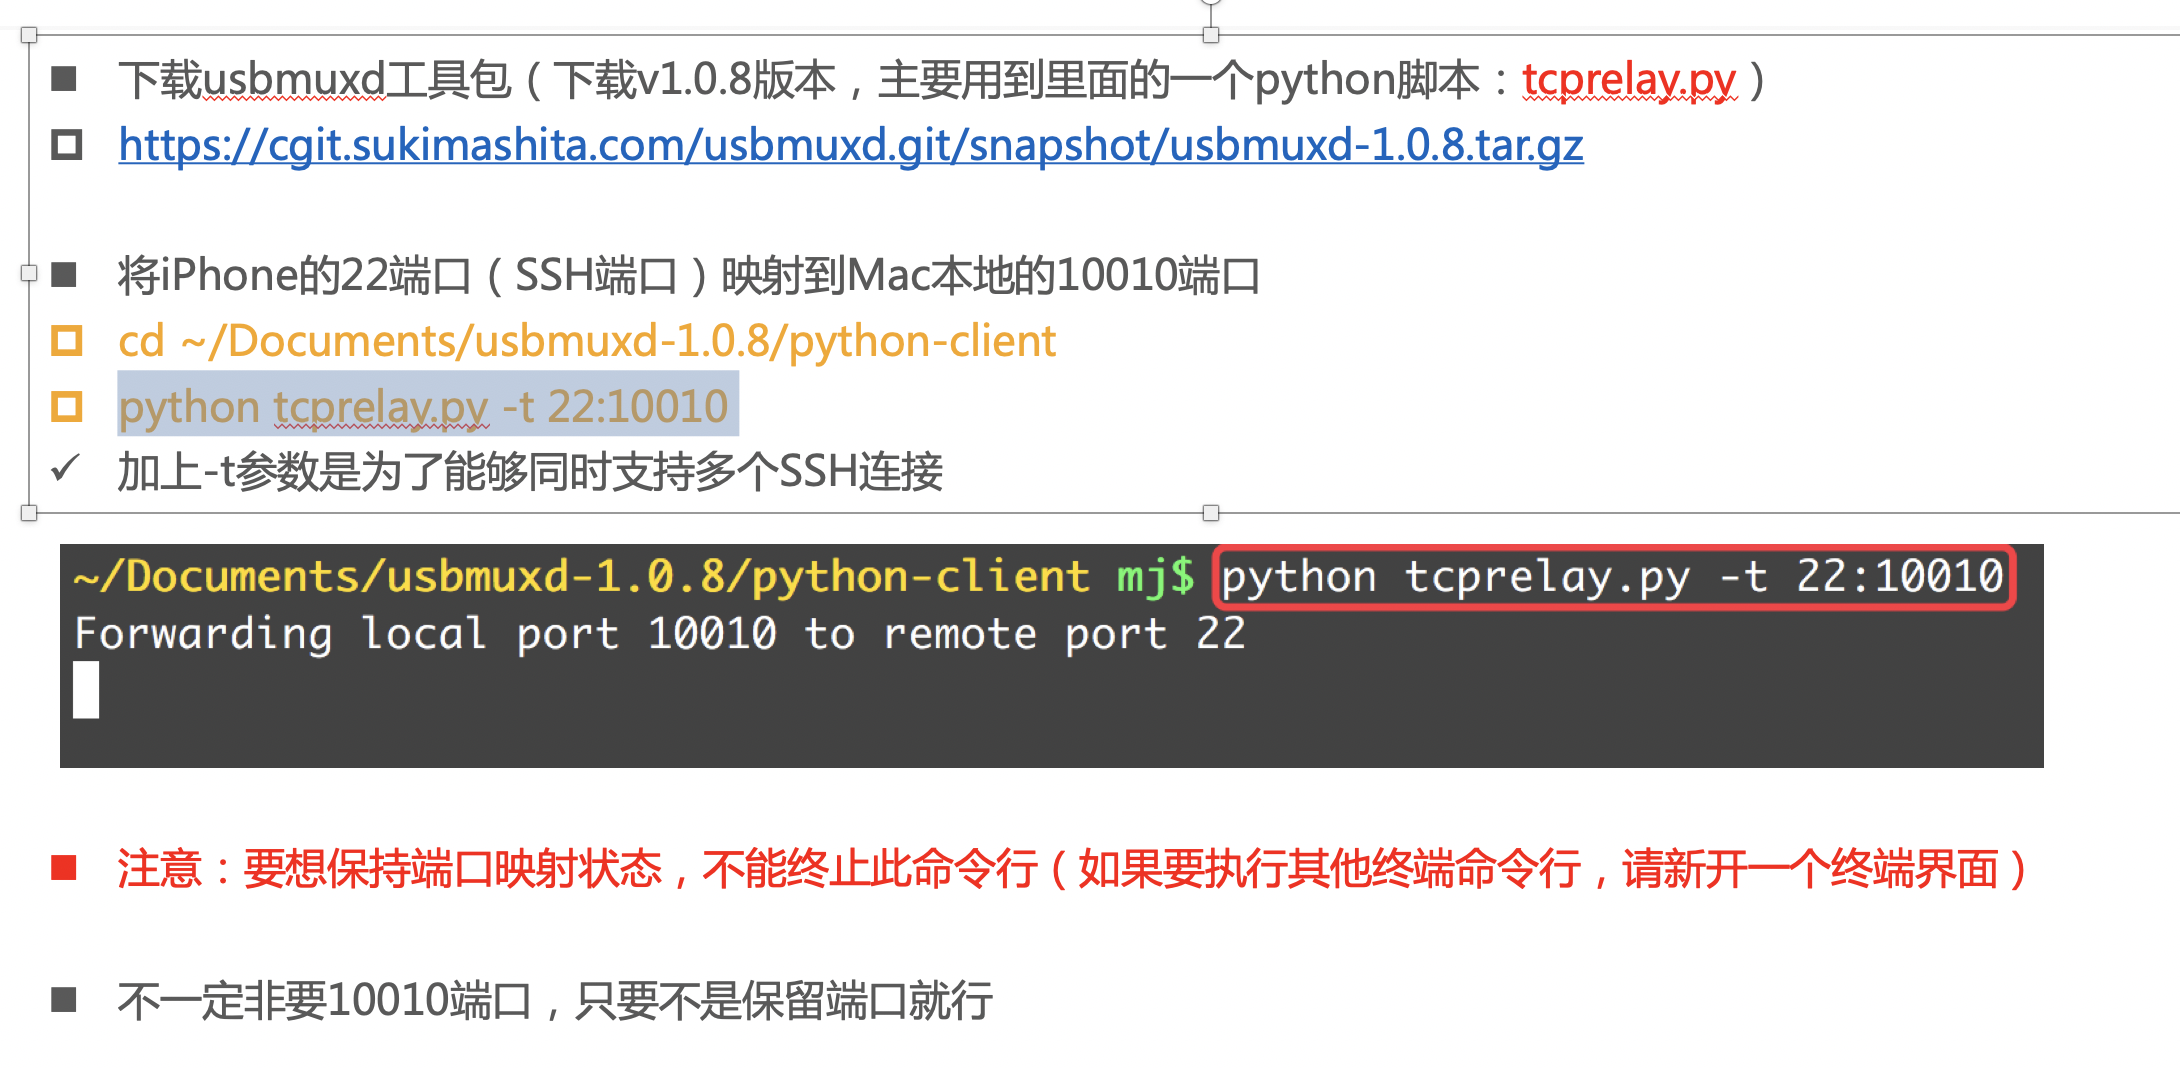 下载usbmuxd工具包（下载v1.0.8版本，主要用到里面的一个python脚本：tcprelay.py）
https://cgit.sukimashita.com/usbmuxd.git/snapshot/usbmuxd-1.0.8.tar.gz
将iPhone的22端口（SSH端口）映射到Mac本地的10010端口
cd ~/Documents/usbmuxd-1.0.8/python-client
python tcprelay.py -t 22:10010
加上-t参数是为了能够同时支持多个SSH连接
~/Documents/usbmuxd-1.0.8/python-client mj$ python tcprelay.py -t 22:10010
Forwarding local port 10010 to remote port 22
注意：要想保持端口映射状态，不能终止此命令行（如果要执行其他终端命令行，请新开一个终端界面）
不一定非要10010端口，只要不是保留端口就行